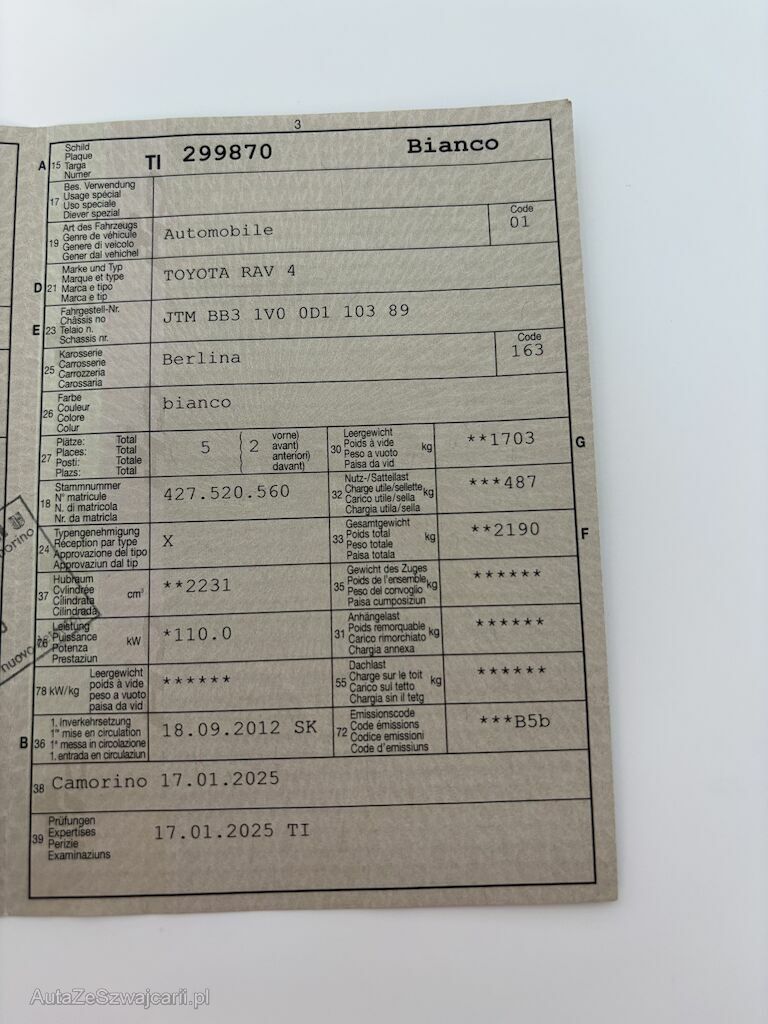 3
A 15 Schild
Plaque
Targa
Numer
TI 299870 Bianco
17 Bes. Verwendung
Usage spécial
Uso speciale
Diever spezial
19 Art des Fahrzeugs
Genre de véhicule
Genere di veicolo
Gener dal vehichel
Automobile
Code
01
D 21 Marke und Typ
Marque et type
Marca e tipo
Marca e tip
TOYOTA RAV 4
E 23 Fahrgestell-Nr.
Châssis no
Telaio n.
Schassis nr.
JTM BB3 1V0 0D1 103 89
25 Karosserie
Carrosserie
Carrozzeria
Carossaria
Berlina
Code
163
26 Farbe
Couleur
Colore
Colur
bianco
27 Plätze: Total
Places: Total
Posti: Totale
Plazs: Total
5 2 vorne)
avant)
anteriori)
davant)
30 Leergewicht
Poids à vide
Peso a vuoto
Paisa da vid
kg
**1703
G
18 Stammnummer
N° matricule
N. di matricola
Nr. da matricla
427.520.560
32 Nutz-/Sattellast
Charge utile/sellette
Carico utile/sella
Chargia utila/sella
kg
***487
24 Typengenehmigung
Réception par type
Approvazione del tipo
Approvaziun dal tip
X
33 Gesamtgewicht
Poids total
Peso totale
Paisa totala
kg
**2190
F
37 Hubraum
Cylindrée
Cilindrata
Cilindrada
cm³
**2231
35 Gewicht des Zuges
Poids de l'ensemble
Peso del convoglio
Paisa cumposiziun
kg
******
76 Leistung
Puissance
Potenza
Prestaziun
kW
*110.0
31 Anhängelast
Poids remorquable
Carico rimorchiato
Chargia annexa
kg
******
78 kW/kg Leergewicht
poids à vide
peso a vuoto
paisa da vid
******
55 Dachlast
Charge sur le toit
Carico sul tetto
Chargia sin il tetg
kg
******
B 36 1. Inverkehrsetzung
1re mise en circulation
1a messa in circolazione
1. entrada en circulaziun
18.09.2012 SK
72 Emissionscode
Code émissions
Codice emissioni
Code d'emissiuns
***B5b
38 Camorino 17.01.2025
39 Prüfungen
Expertises
Perizie
Examinaziuns
17.01.2025 TI
orino
nuovo
AutaZeSzwajcarii.pl